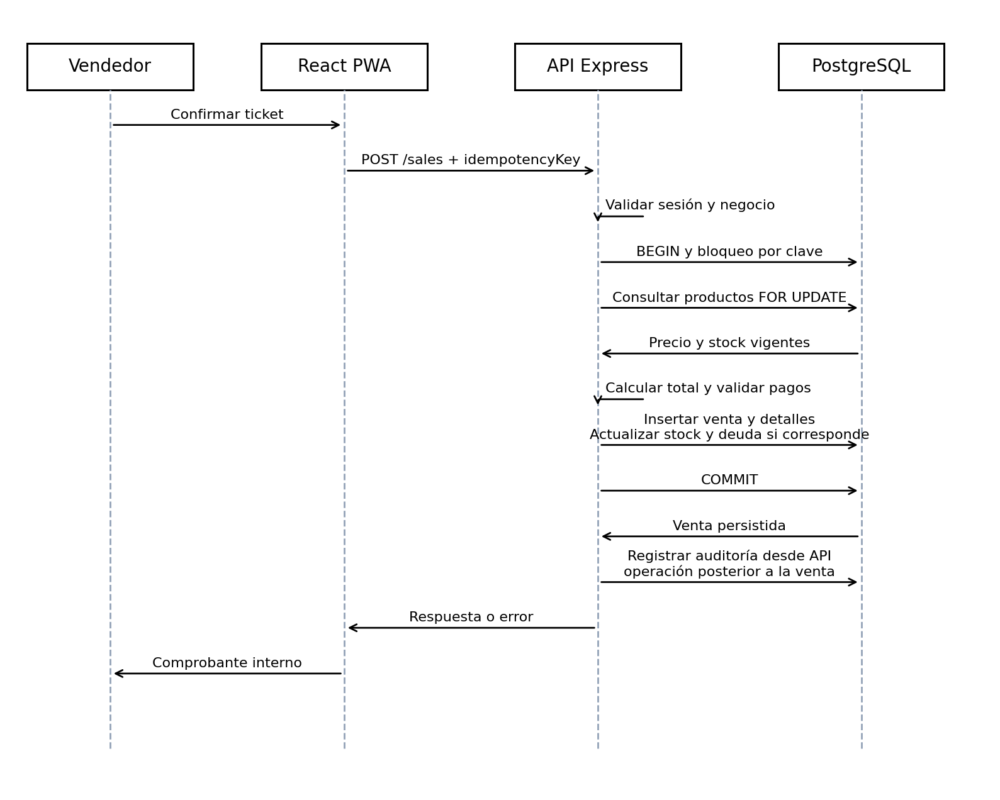 Vendedor
React PWA
API Express
PostgreSQL
Confirmar ticket
POST /sales + idempotencyKey
Validar sesión y negocio
BEGIN y bloqueo por clave
Consultar productos FOR UPDATE
Precio y stock vigentes
Calcular total y validar pagos
Insertar venta y detalles
Actualizar stock y deuda si corresponde
COMMIT
Venta persistida
Registrar auditoría desde API
operación posterior a la venta
Respuesta o error
Comprobante interno